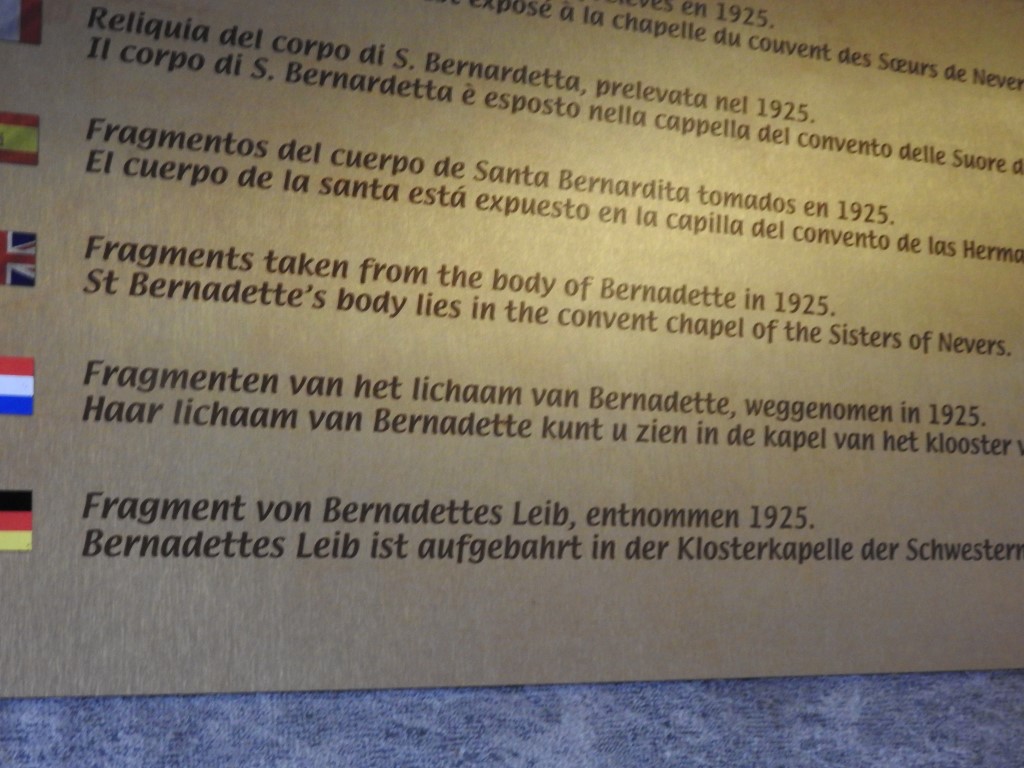 en 1925.
exposé à la chapelle du couvent des Sœurs de
Reliquia del corpo di S. Bernardetta, prelevata nel 1925.
Il corpo di S. Bernardetta è esposto nella cappella del convento delle Suore
Fragmentos del cuerpo de Santa Bernardita tomados en 1925.
El cuerpo de la santa está expuesto en la capilla del convento de las
Fragments taken from the body of Bernadette in 1925.
St Bernadette's body lies in the convent chapel of the Sisters of Nevers.
Fragmenten van het lichaam van Bernadette, weggenomen in 1925.
Haar lichaam van Bernadette kunt u zien in de kapel van het klooster
Fragment von Bernadettes Leib, entnommen 1925.
Bernadettes Leib ist aufgebahrt in der Klosterkapelle der Schwestern